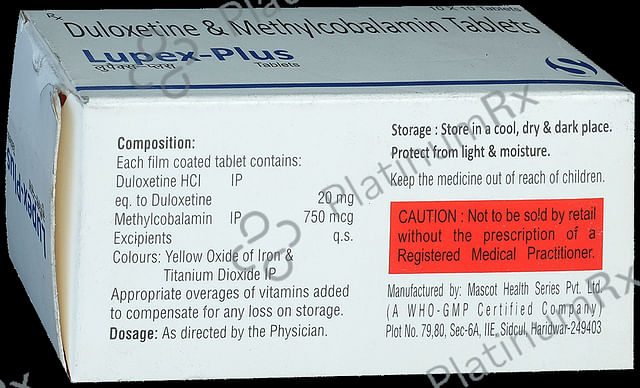 Rx
10 X 10 Tablets
Duloxetine & Methylcobalamin Tablets
Lupex-Plus
लुपैक्स-प्लस
Tablets
Lupex-Plus
Composition:
Each film coated tablet contains:
Duloxetine HCl IP
eq. to Duloxetine 20 mg
Methylcobalamin IP 750 mcg
Excipients q.s.
Colours: Yellow Oxide of Iron &
Titanium Dioxide IP
Appropriate overages of vitamins added
to compensate for any loss on storage.
Dosage: As directed by the Physician.
Storage : Store in a cool, dry & dark place.
Protect from light & moisture.
Keep the medicine out of reach of children.
CAUTION : Not to be sold by retail
without the prescription of a
Registered Medical Practitioner.
Manufactured by: Mascot Health Series Pvt. Ltd.
(A WHO-GMP Certified Company)
Plot No. 79,80, Sec-6A, IIE, Sidcul, Haridwar-249403
PlatinumRx
PlatinumRx
PlatinumRx